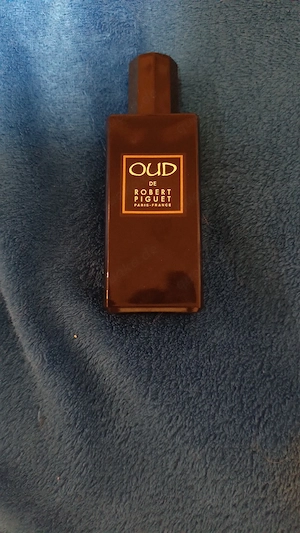 OUD
DE
ROBERT
PIGUET
PARIS-FRANCE